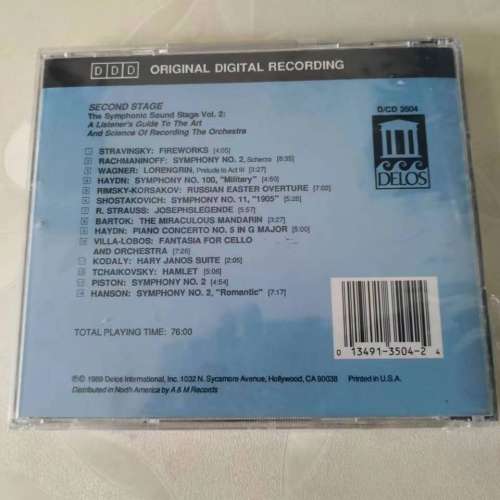 DDD ORIGINAL DIGITAL RECORDING
SECOND STAGE
The Symphonic Sound Stage Vol. 2:
A Listener's Guide To The Art
And Science Of Recording The Orchestra
D/CD 3504
DELOS
STRAVINSKY: FIREWORKS [4:05]
RACHMANINOFF: SYMPHONY NO. 2, Scherzo [8:35]
WAGNER: LORENGRIN, Prelude to Act III [3:27]
HAYDN: SYMPHONY NO. 100, "Military" [4:50]
RIMSKY-KORSAKOV: RUSSIAN EASTER OVERTURE [7:02]
SHOSTAKOVICH: SYMPHONY NO. 11, "1905" [5:28]
R. STRAUSS: JOSEPHSLEGENDE [5:57]
BARTOK: THE MIRACULOUS MANDARIN [3:27]
HAYDN: PIANO CONCERTO NO. 5 IN G MAJOR [5:00]
VILLA-LOBOS: FANTASIA FOR CELLO
AND ORCHESTRA [7:26]
KODALY: HARY JANOS SUITE [2:05]
TCHAIKOVSKY: HAMLET [5:06]
PISTON: SYMPHONY NO. 2 [4:54]
HANSON: SYMPHONY NO. 2, "Romantic" [7:17]
TOTAL PLAYING TIME: 76:00
0 13491-3504-2 4
℗© 1989 Delos International, Inc. 1032 N. Sycamore Avenue, Hollywood, CA 90038 Printed in U.S.A.
Distributed in North America by A & M Records